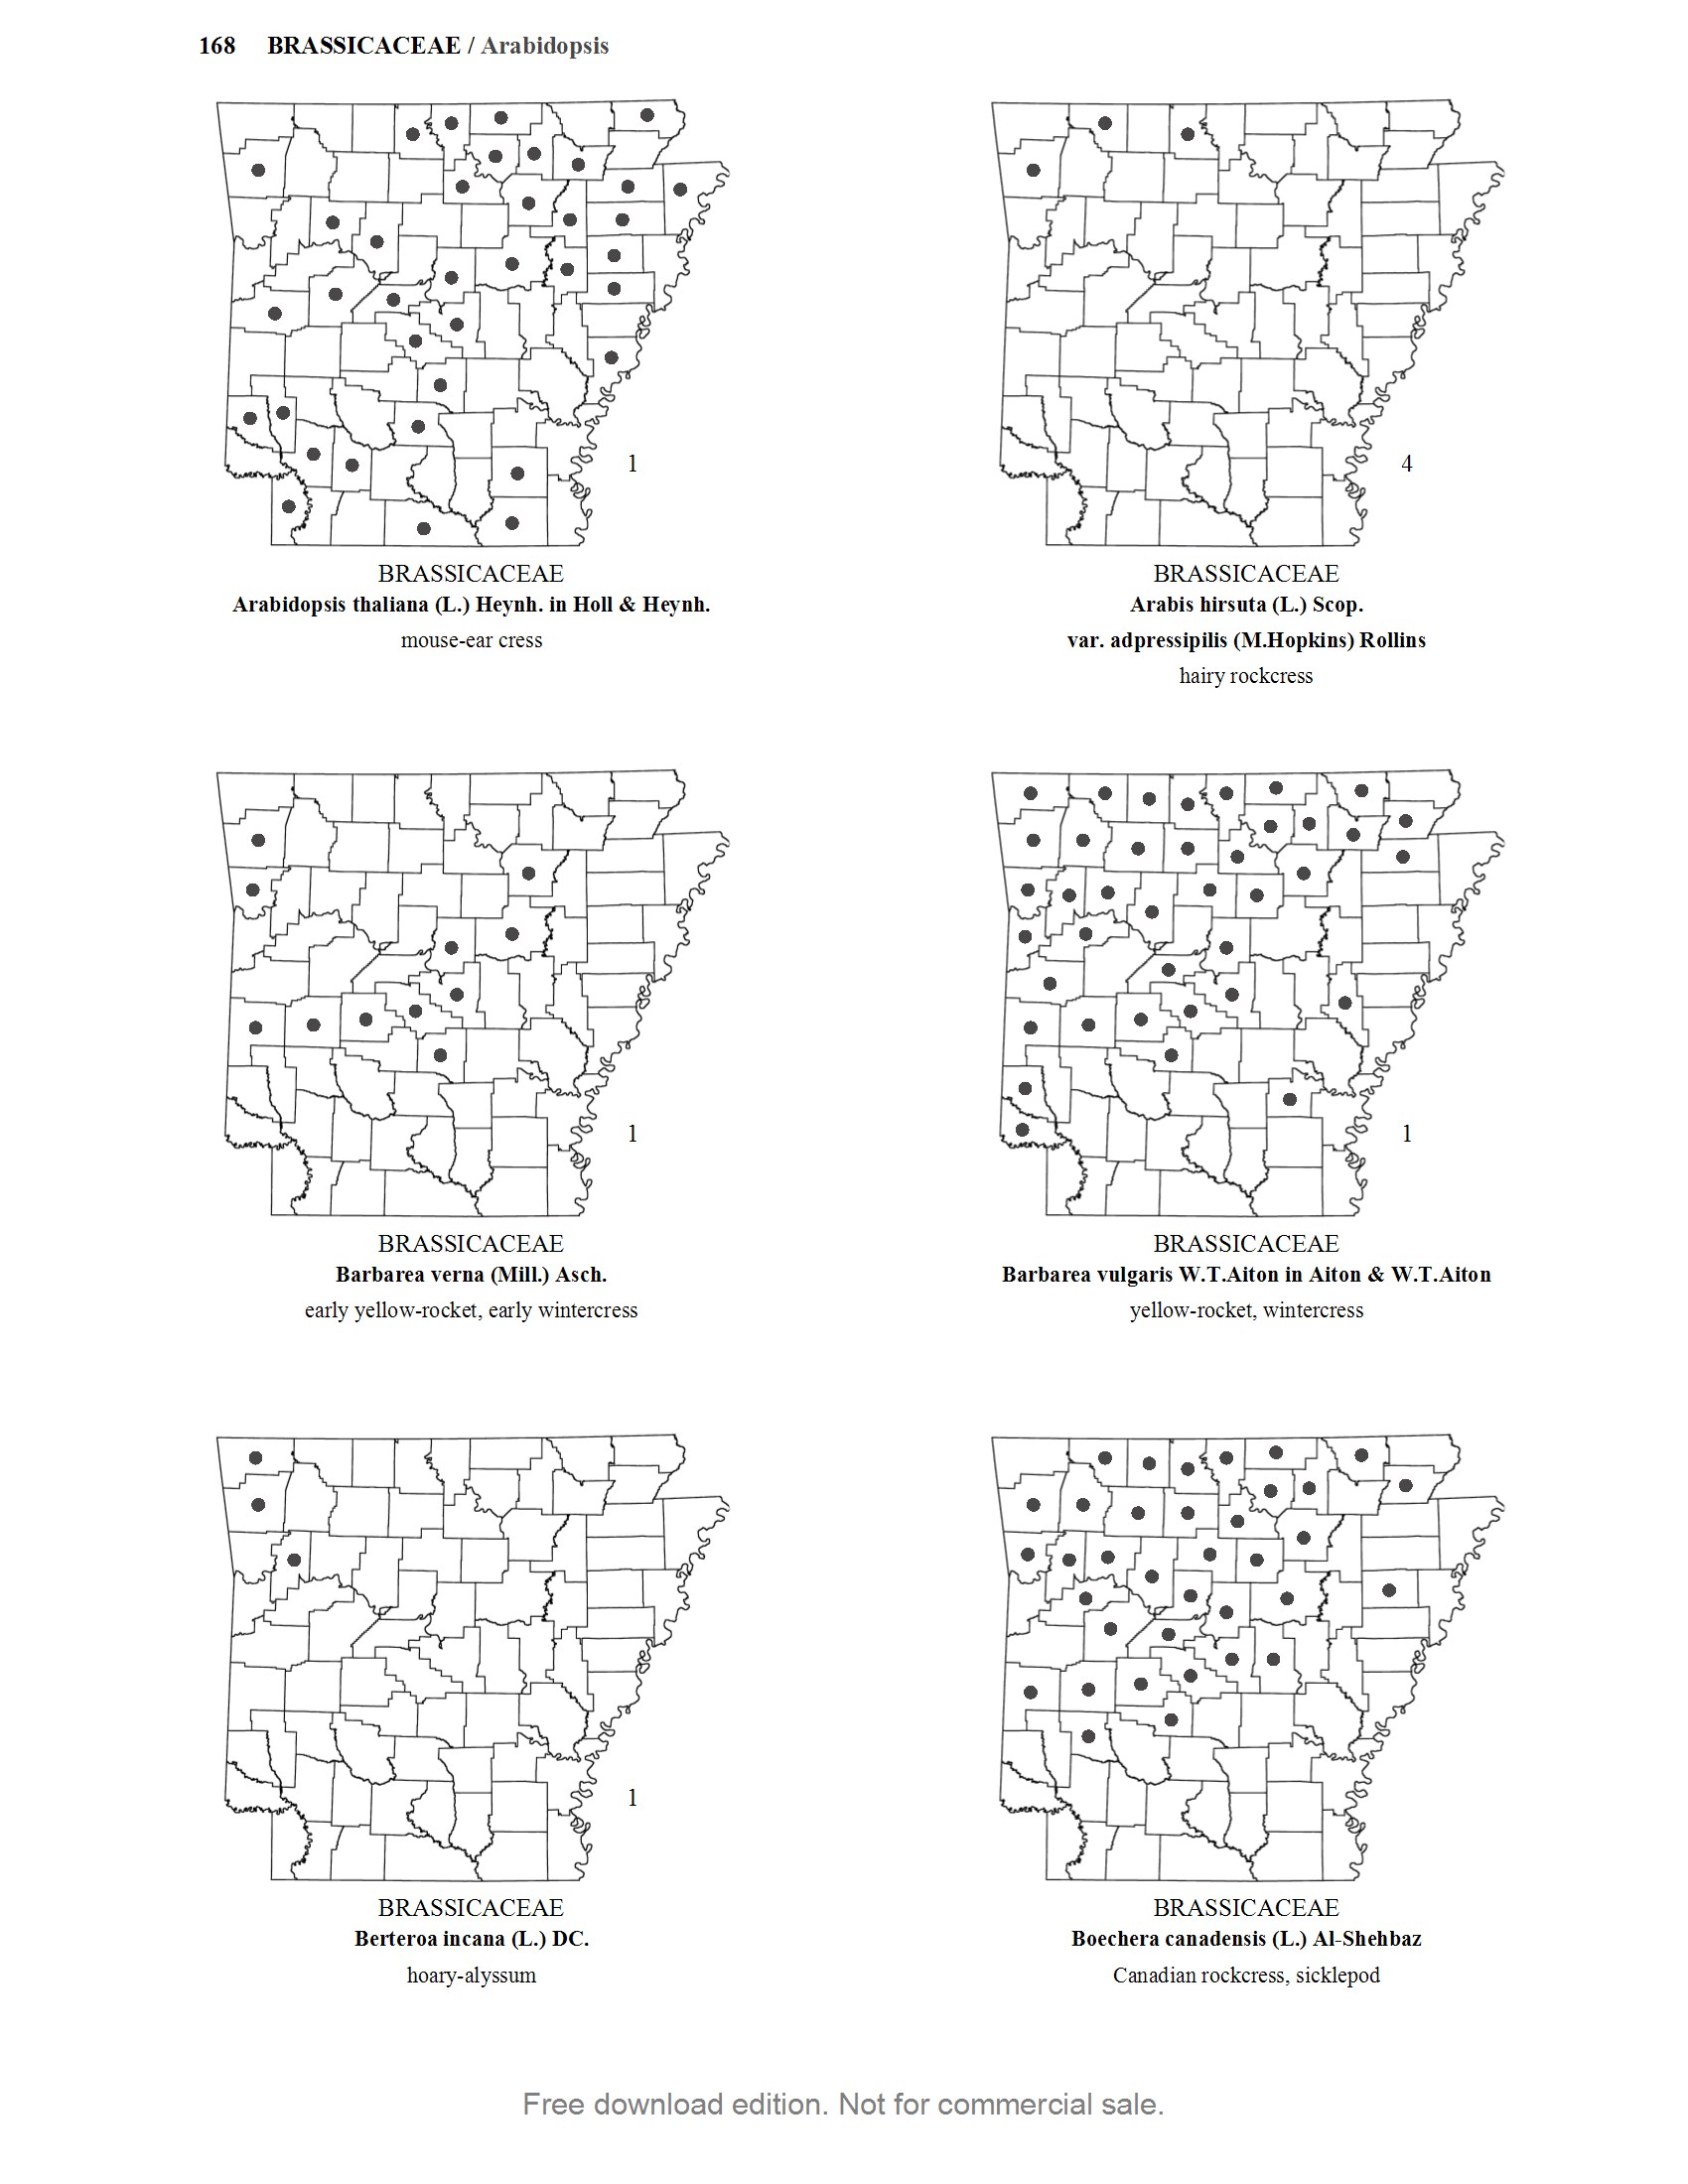 168 BRASSICACEAE / Arabidopsis
1
BRASSICACEAE
Arabidopsis thaliana (L.) Heynh. in Holl & Heynh.
mouse-ear cress
4
BRASSICACEAE
Arabis hirsuta (L.) Scop.
var. adpressipilis (M.Hopkins) Rollins
hairy rockcress
1
BRASSICACEAE
Barbarea verna (Mill.) Asch.
early yellow-rocket, early wintercress
1
BRASSICACEAE
Barbarea vulgaris W.T.Aiton in Aiton & W.T.Aiton
yellow-rocket, wintercress
1
BRASSICACEAE
Berteroa incana (L.) DC.
hoary-alyssum
BRASSICACEAE
Boechera canadensis (L.) Al-Shehbaz
Canadian rockcress, sicklepod
Free download edition. Not for commercial sale.